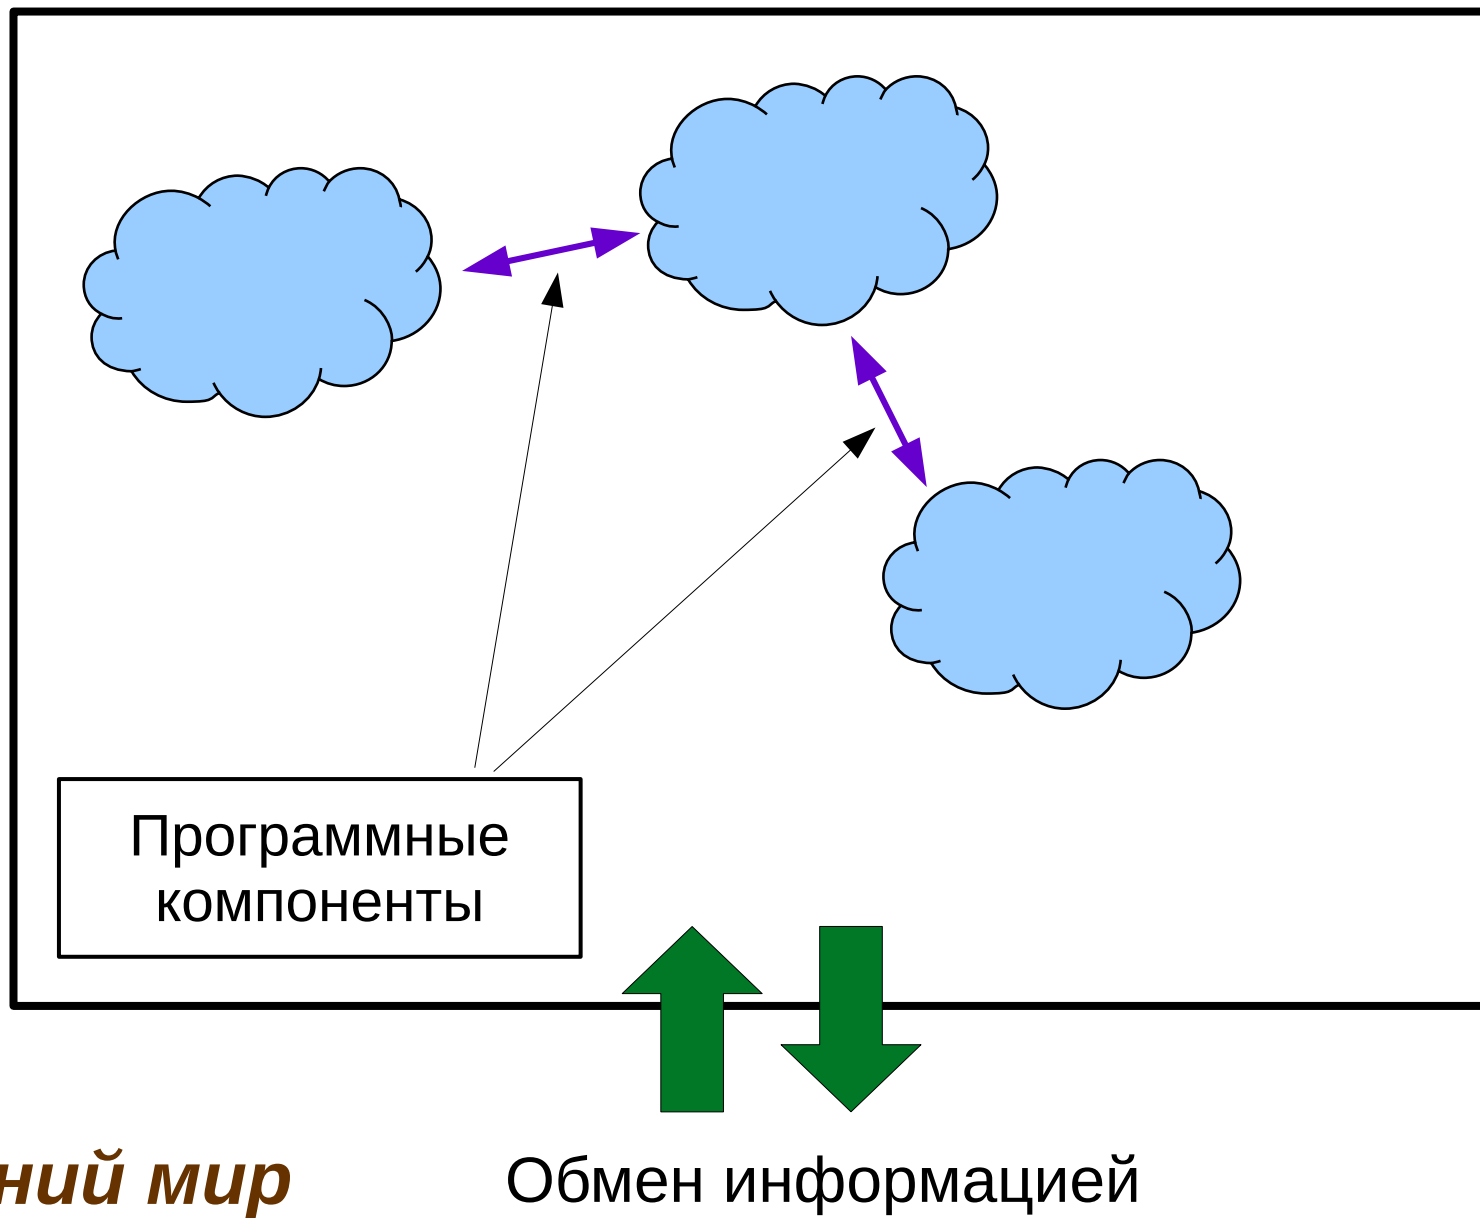 Программные
компоненты
ний мир
Обмен информацией